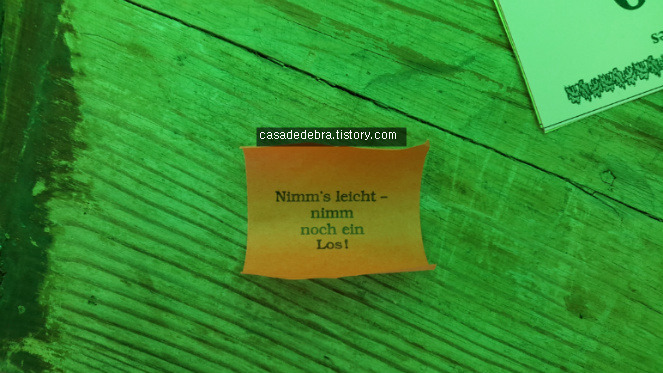 casadedebra.tistory.com
Nimm's leicht –
nimm
noch ein
Los!